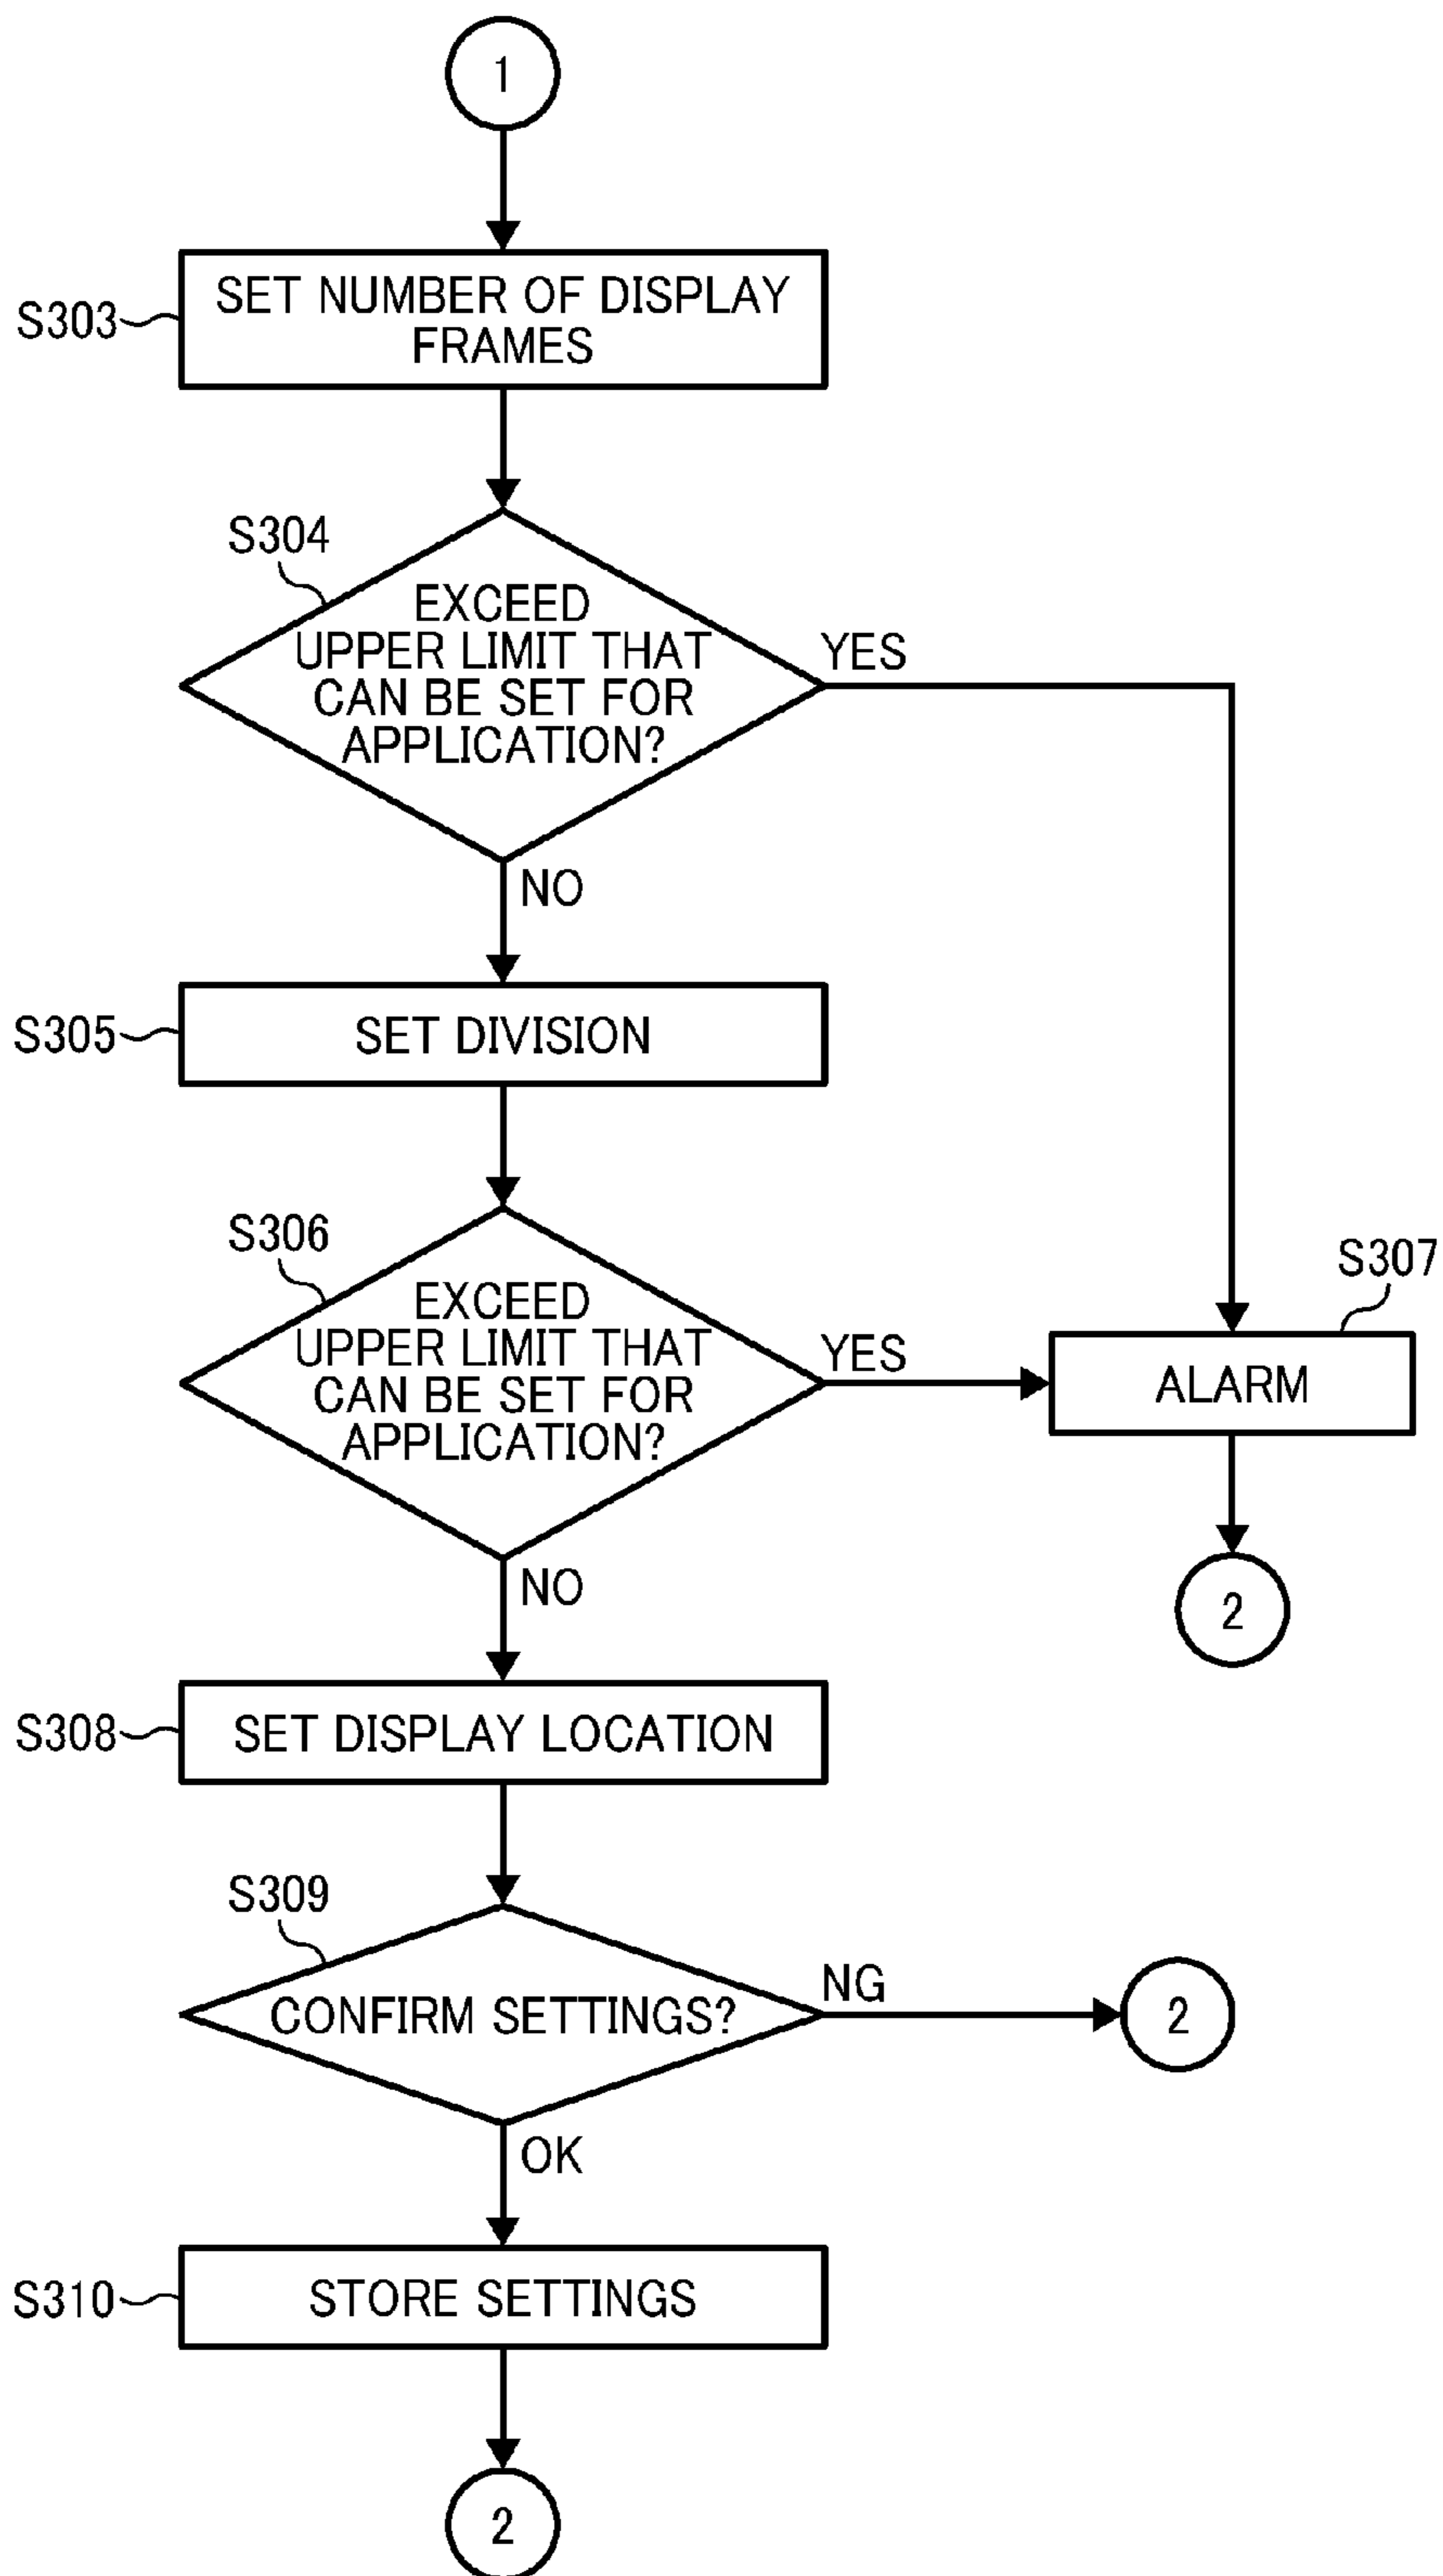 1
S303
SET NUMBER OF DISPLAY
FRAMES
S304
EXCEED
UPPER LIMIT THAT
CAN BE SET FOR
APPLICATION?
YES
NO
S305
SET DIVISION
S306
EXCEED
UPPER LIMIT THAT
CAN BE SET FOR
APPLICATION?
YES
S307
ALARM
2
NO
S308
SET DISPLAY LOCATION
S309
CONFIRM SETTINGS?
NG
2
OK
S310
STORE SETTINGS
2